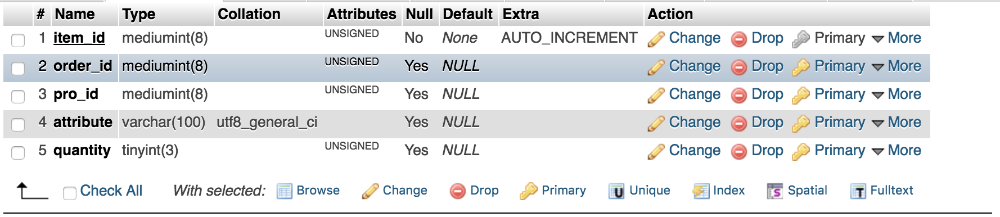 # Name Type Collation Attributes Null Default Extra Action
1 item_id mediumint(8) UNSIGNED No None AUTO_INCREMENT Change Drop Primary More
2 order_id mediumint(8) UNSIGNED Yes NULL Change Drop Primary More
3 pro_id mediumint(8) UNSIGNED Yes NULL Change Drop Primary More
4 attribute varchar(100) utf8_general_ci Yes NULL Change Drop Primary More
5 quantity tinyint(3) UNSIGNED Yes NULL Change Drop Primary More
Check All With selected: Browse Change Drop Primary U Unique Index S Spatial T Fulltext